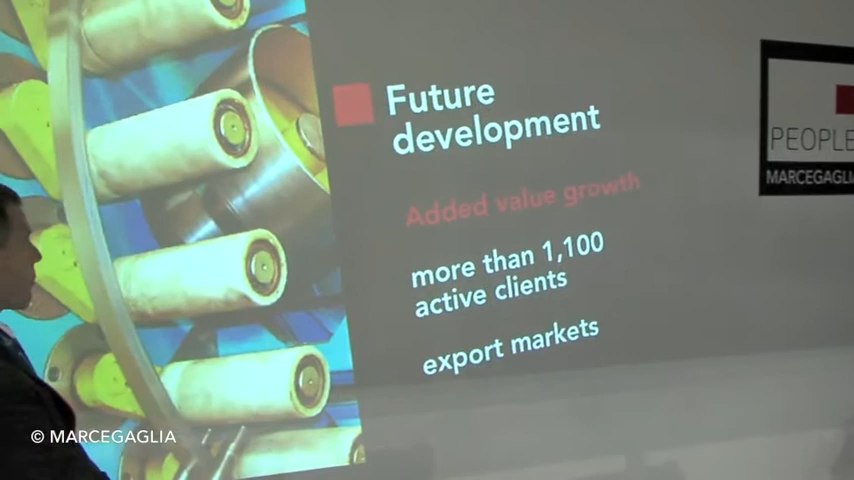 Future
development
Added value growth
more than 1,100
active clients
export markets
PEOPLE
MARCEGAGLIA
© MARCEGAGLIA